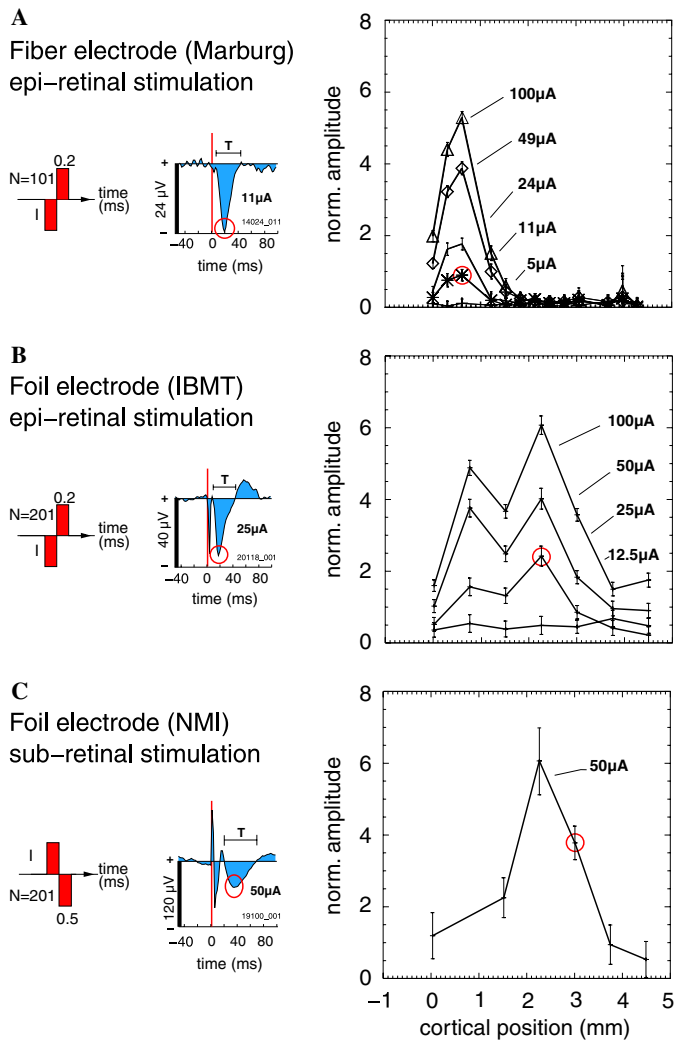 A
Fiber electrode (Marburg)
epi−retinal stimulation
0.2
N=101
I
time
(ms)
T
+
24 µV
−
11µA
14024_011
−40 0 40 80
time (ms)
norm. amplitude
8
6
4
2
0
100µA
49µA
24µA
11µA
5µA
B
Foil electrode (IBMT)
epi−retinal stimulation
0.2
N=201
I
time
(ms)
T
+
40 µV
−
25µA
20118_001
−40 0 40 80
time (ms)
norm. amplitude
8
6
4
2
0
100µA
50µA
25µA
12.5µA
C
Foil electrode (NMI)
sub−retinal stimulation
I
N=201
0.5
time
(ms)
T
+
120 µV
−
50µA
19100_001
−40 0 40 80
time (ms)
norm. amplitude
8
6
4
2
0
50µA
−1 0 1 2 3 4 5
cortical position (mm)